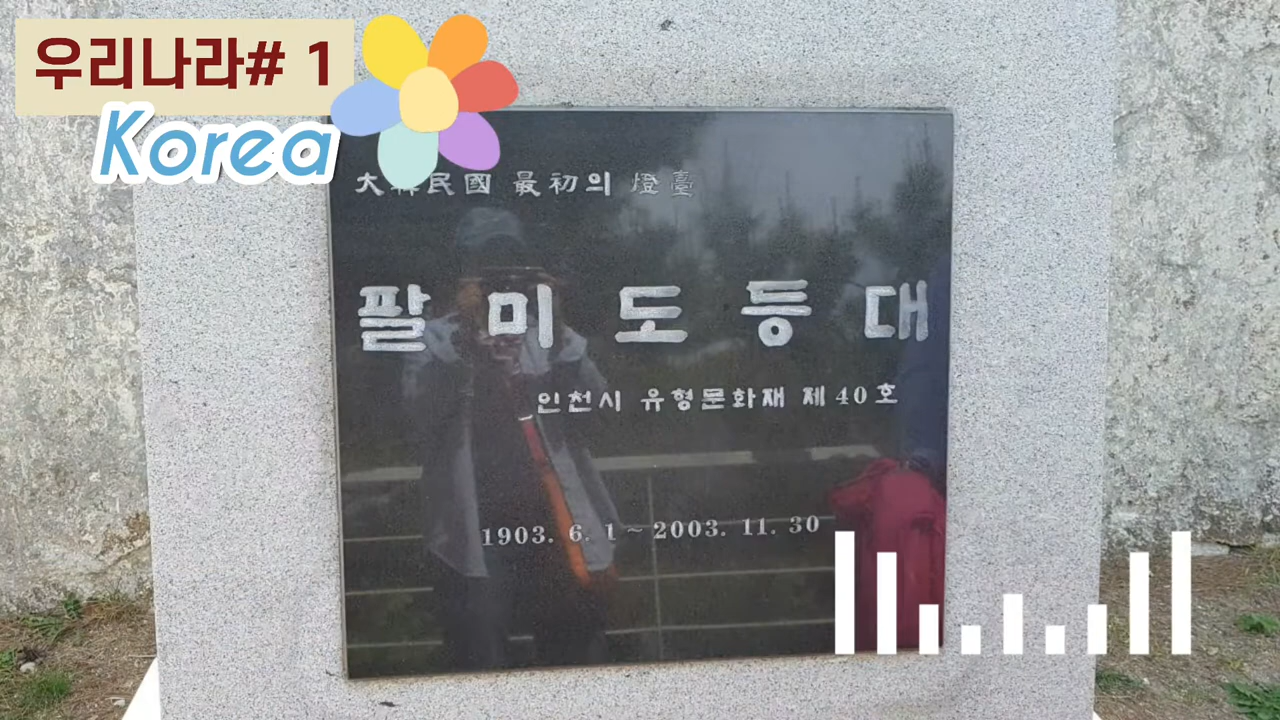 우리나라# 1
Korea
大韓民國 最初의 燈臺
팔미도등대
인천시 유형문화재 제40호
1903. 6. 1 ~ 2003. 11. 30